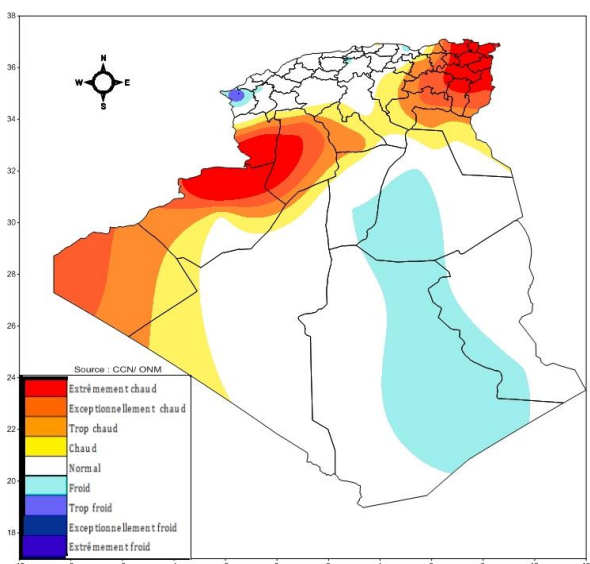 38
36
34
32
30
28
26
24
22
20
18
N
W E
S
Source : CCN/ ONM
Extrêmement chaud
Exceptionnellement chaud
Trop chaud
Chaud
Normal
Froid
Trop froid
Exceptionnellement froid
Extrêmement froid